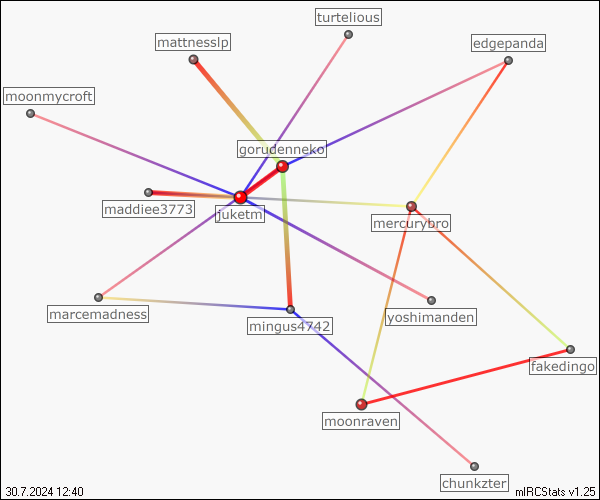 turtelious
mattnesslp
edgepanda
moonmycroft
gorudenneko
maddiee3773
juketm
mercurybro
marcemadness
mingus4742
yoshimanden
fakedingo
moonraven
chunkzter
30.7.2024 12:40
mIRCStats v1.25